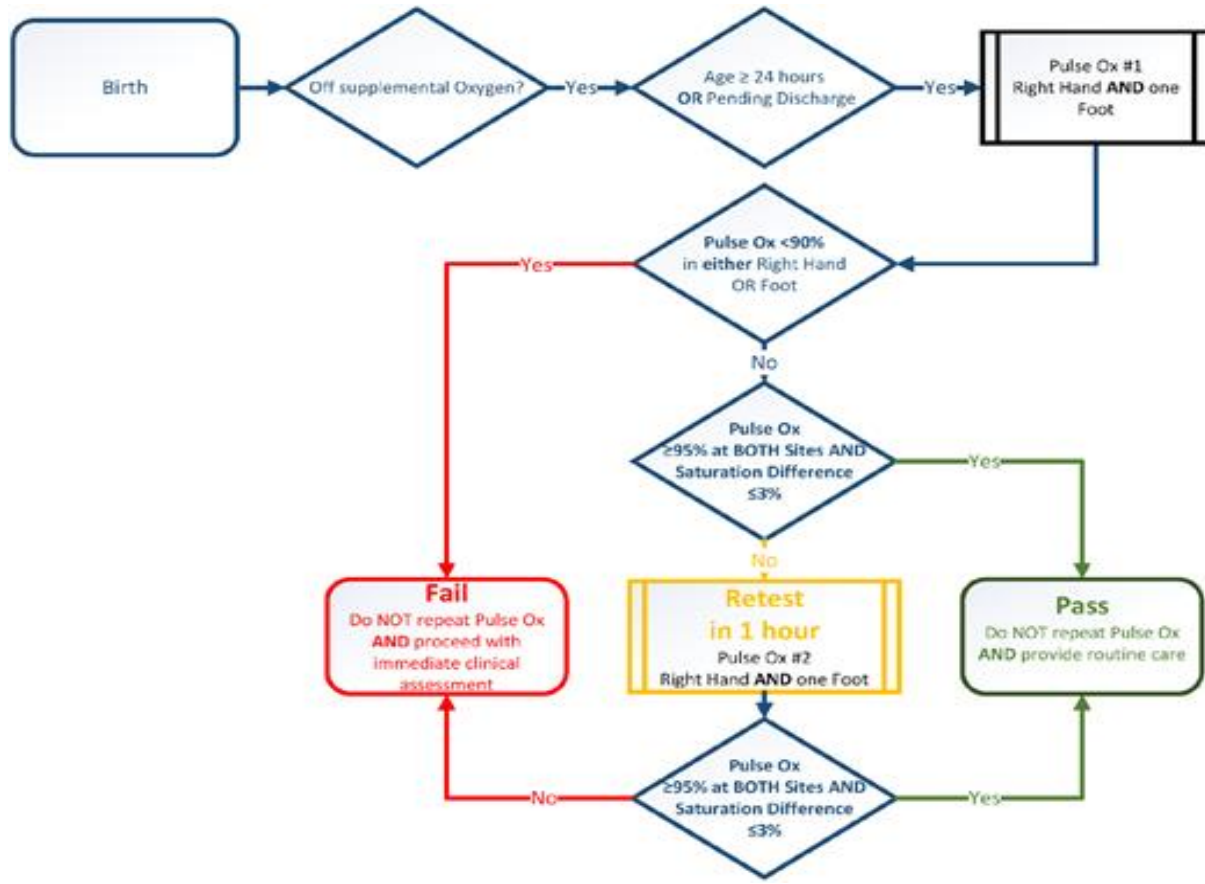 Birth
Off supplemental Oxygen?
Yes
Age ≥ 24 hours
OR Pending Discharge
Yes
Pulse Ox #1
Right Hand AND one
Foot
Pulse Ox <90%
in either Right Hand
OR Foot
Yes
No
Pulse Ox
≥95% at BOTH Sites AND
Saturation Difference
≤3%
Yes
No
Fail
Do NOT repeat Pulse Ox
AND proceed with
immediate clinical
assessment
Retest
in 1 hour
Pulse Ox #2
Right Hand AND one Foot
Pass
Do NOT repeat Pulse Ox
AND provide routine care
Pulse Ox
≥95% at BOTH Sites AND
Saturation Difference
≤3%
No
Yes